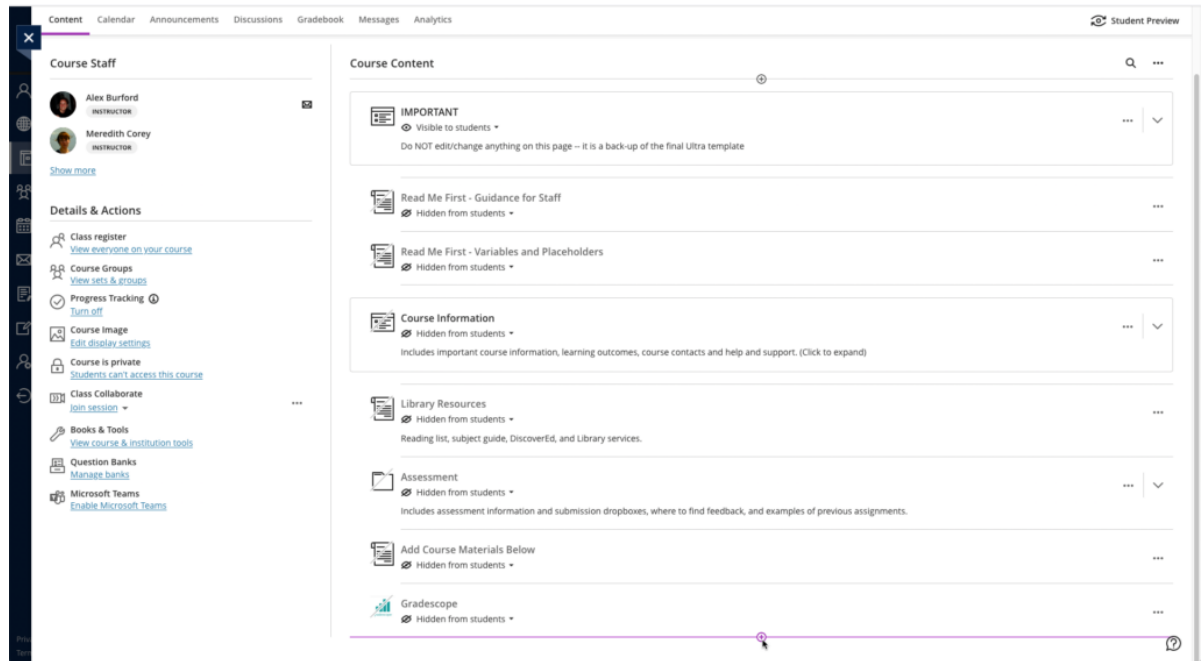 Content Calendar Announcements Discussions Gradebook Messages Analytics
Student Preview
Course Staff
Alex Burford
INSTRUCTOR
Meredith Corey
INSTRUCTOR
Show more
Details & Actions
Class register
View everyone on your course
Course Groups
View sets & groups
Progress Tracking
Turn off
Course Image
Edit display settings
Course is private
Students can't access this course
Class Collaborate
Join session
Books & Tools
View course & institution tools
Question Banks
Manage banks
Microsoft Teams
Enable Microsoft Teams
Course Content
IMPORTANT
Visible to students
Do NOT edit/change anything on this page -- it is a back-up of the final Ultra template
Read Me First - Guidance for Staff
Hidden from students
Read Me First - Variables and Placeholders
Hidden from students
Course Information
Hidden from students
Includes important course information, learning outcomes, course contacts and help and support. (Click to expand)
Library Resources
Hidden from students
Reading list, subject guide, DiscoverEd, and Library services.
Assessment
Hidden from students
Includes assessment information and submission dropboxes, where to find feedback, and examples of previous assignments.
Add Course Materials Below
Hidden from students
Gradescope
Hidden from students